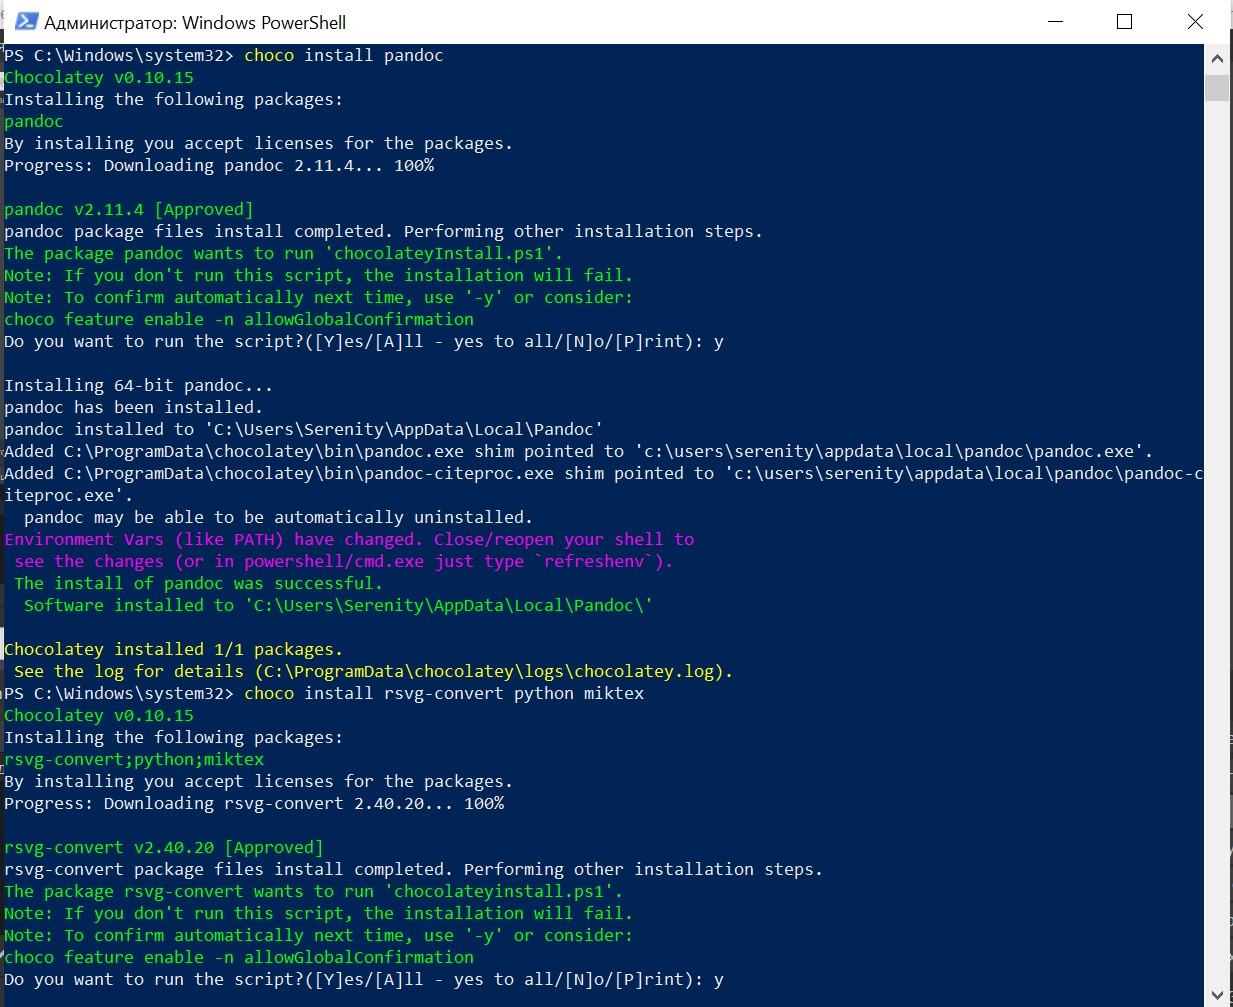 Администратор: Windows PowerShell
PS C:\Windows\system32> choco install pandoc
Chocolatey v0.10.15
Installing the following packages:
pandoc
By installing you accept licenses for the packages.
Progress: Downloading pandoc 2.11.4... 100%
pandoc v2.11.4 [Approved]
pandoc package files install completed. Performing other installation steps.
The package pandoc wants to run 'chocolateyInstall.ps1'.
Note: If you don't run this script, the installation will fail.
Note: To confirm automatically next time, use '-y' or consider:
choco feature enable -n allowGlobalConfirmation
Do you want to run the script?([Y]es/[A]ll - yes to all/[N]o/[P]rint): y
Installing 64-bit pandoc...
pandoc has been installed.
pandoc installed to 'C:\Users\Serenity\AppData\Local\Pandoc'
Added C:\ProgramData\chocolatey\bin\pandoc.exe shim pointed to 'c:\users\serenity\appdata\local\pandoc\pandoc.exe'.
Added C:\ProgramData\chocolatey\bin\pandoc-citeproc.exe shim pointed to 'c:\users\serenity\appdata\local\pandoc\pandoc-c
iteproc.exe'.
  pandoc may be able to be automatically uninstalled.
Environment Vars (like PATH) have changed. Close/reopen your shell to
 see the changes (or in powershell/cmd.exe just type `refreshenv`).
 The install of pandoc was successful.
  Software installed to 'C:\Users\Serenity\AppData\Local\Pandoc\'
Chocolatey installed 1/1 packages.
 See the log for details (C:\ProgramData\chocolatey\logs\chocolatey.log).
PS C:\Windows\system32> choco install rsvg-convert python miktex
Chocolatey v0.10.15
Installing the following packages:
rsvg-convert;python;miktex
By installing you accept licenses for the packages.
Progress: Downloading rsvg-convert 2.40.20... 100%
rsvg-convert v2.40.20 [Approved]
rsvg-convert package files install completed. Performing other installation steps.
The package rsvg-convert wants to run 'chocolateyinstall.ps1'.
Note: If you don't run this script, the installation will fail.
Note: To confirm automatically next time, use '-y' or consider:
choco feature enable -n allowGlobalConfirmation
Do you want to run the script?([Y]es/[A]ll - yes to all/[N]o/[P]rint): y